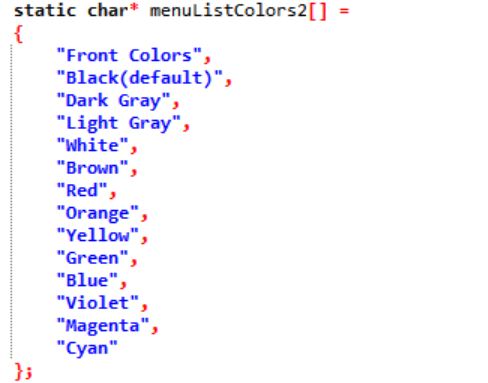 static char* menuListColors2[] =
{
"Front Colors",
"Black(default)",
"Dark Gray",
"Light Gray",
"White",
"Brown",
"Red",
"Orange",
"Yellow",
"Green",
"Blue",
"Violet",
"Magenta",
"Cyan"
};